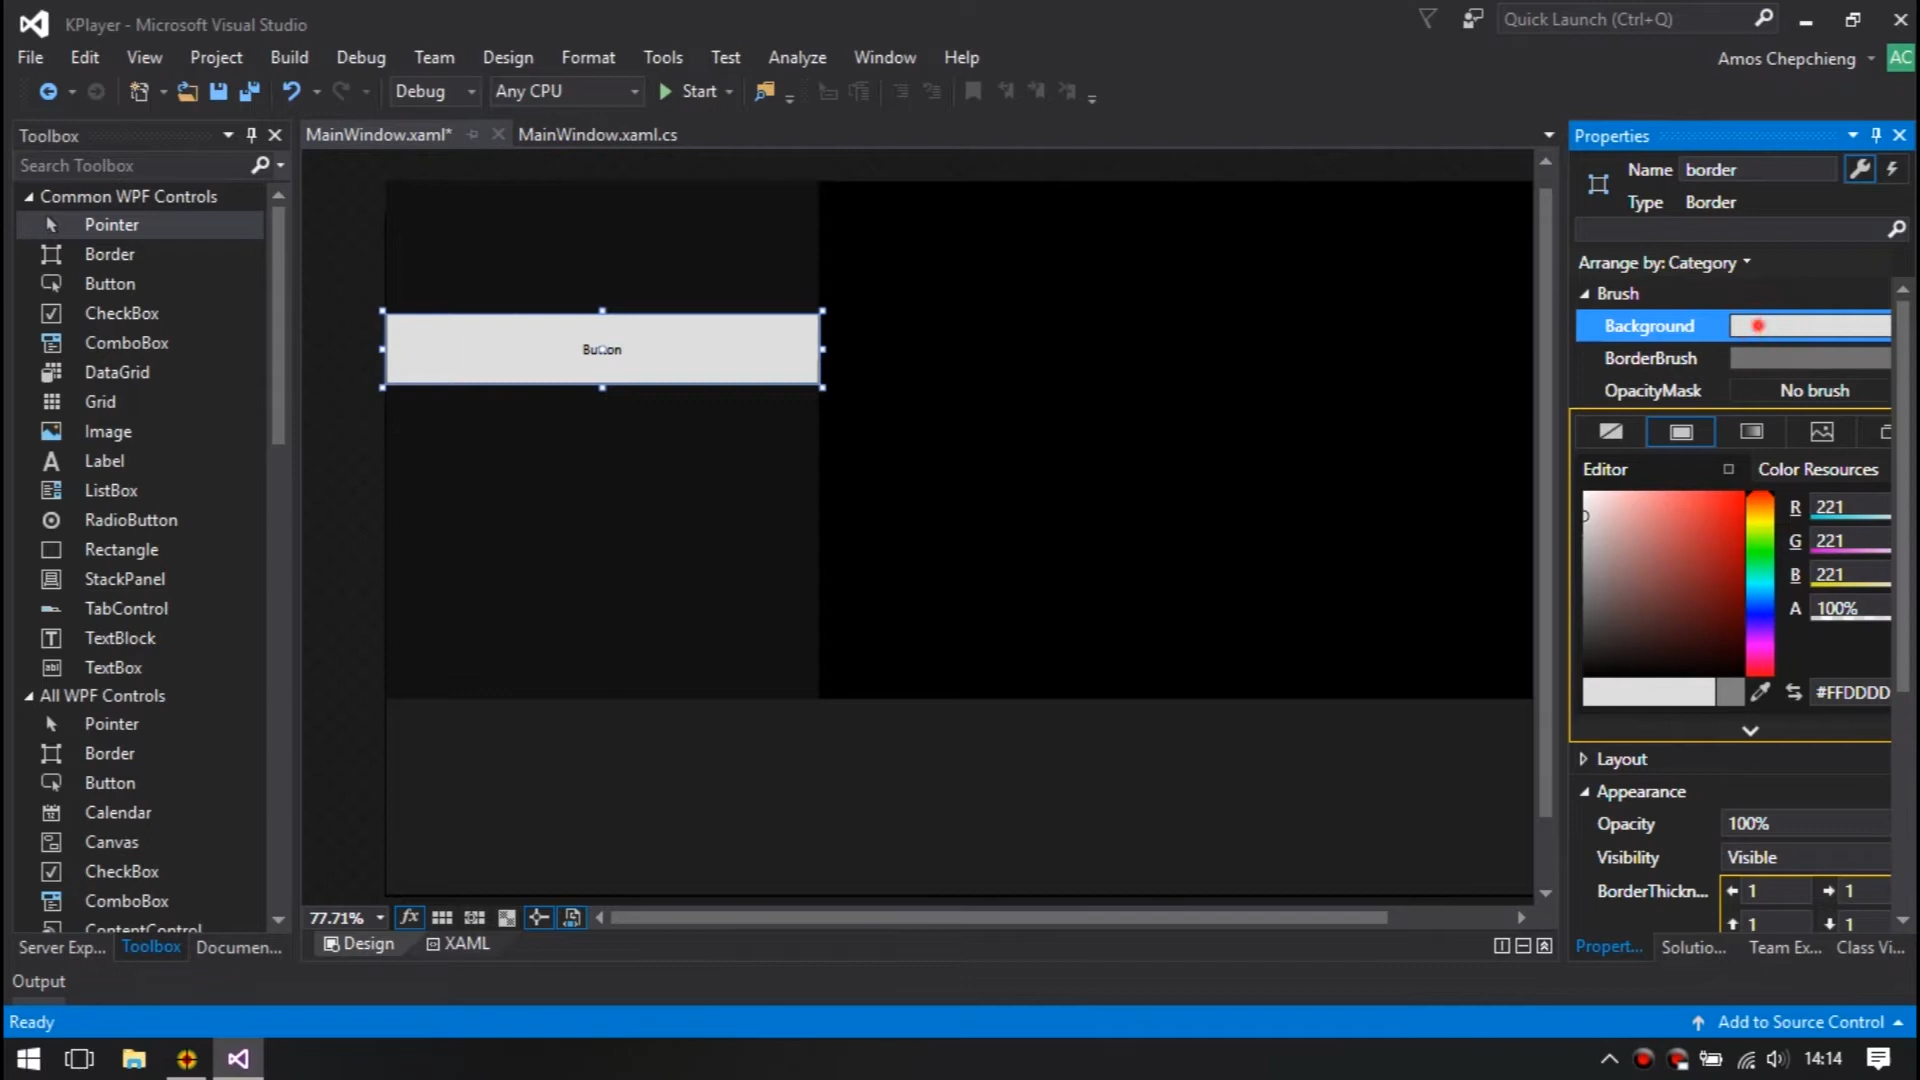 KPlayer - Microsoft Visual Studio
Quick Launch (Ctrl+Q)
File Edit View Project Build Debug Team Design Format Tools Test Analyze Window Help
Amos Chepchieng AC
Debug Any CPU Start
Toolbox
MainWindow.xaml* MainWindow.xaml.cs
Search Toolbox
Common WPF Controls
Pointer
Border
Button
CheckBox
ComboBox
DataGrid
Grid
Image
Label
ListBox
RadioButton
Rectangle
StackPanel
TabControl
TextBlock
TextBox
All WPF Controls
Pointer
Border
Button
Calendar
Canvas
CheckBox
ComboBox
ContentControl
Server Exp... Toolbox Documen...
Button
77.71%
Design XAML
Properties
Name border
Type Border
Arrange by: Category
Brush
Background
BorderBrush
OpacityMask No brush
Editor Color Resources
R 221
G 221
B 221
A 100%
#FFDDDD
Layout
Appearance
Opacity 100%
Visibility Visible
BorderThickn... 1 1
1 1
Propert... Solutio... Team Ex... Class Vi...
Output
Ready
Add to Source Control
14:14